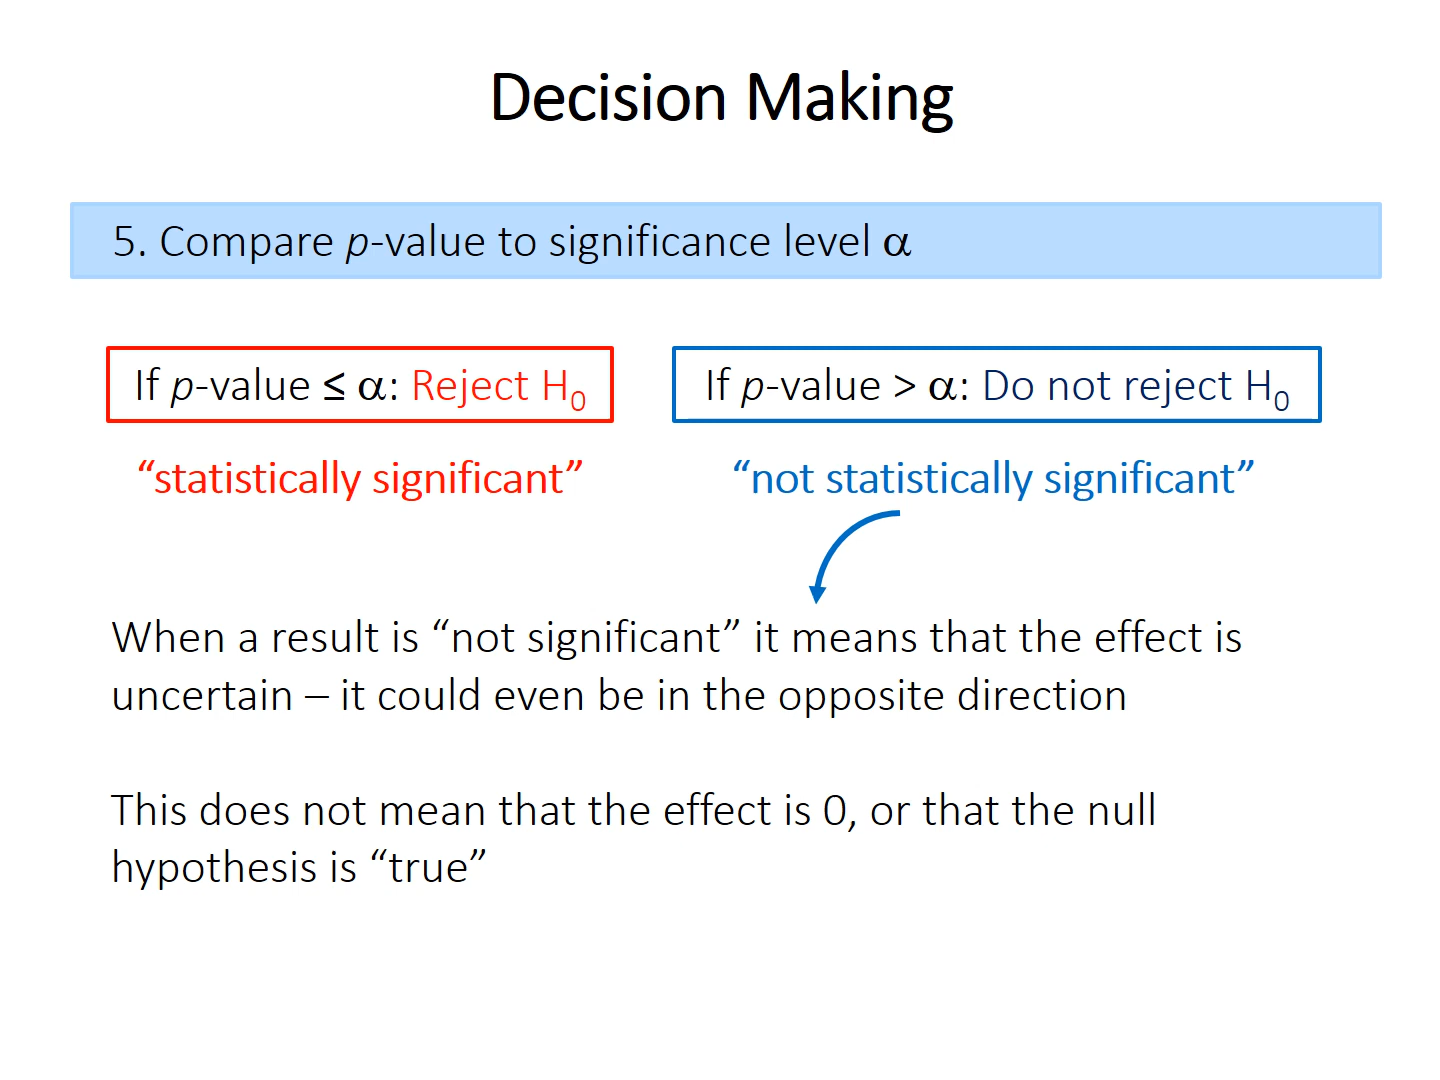 Decision Making
5. Compare p-value to significance level α
If p-value ≤ α: Reject H₀
If p-value > α: Do not reject H₀
“statistically significant”
“not statistically significant”
When a result is “not significant” it means that the effect is
uncertain – it could even be in the opposite direction
This does not mean that the effect is 0, or that the null
hypothesis is “true”